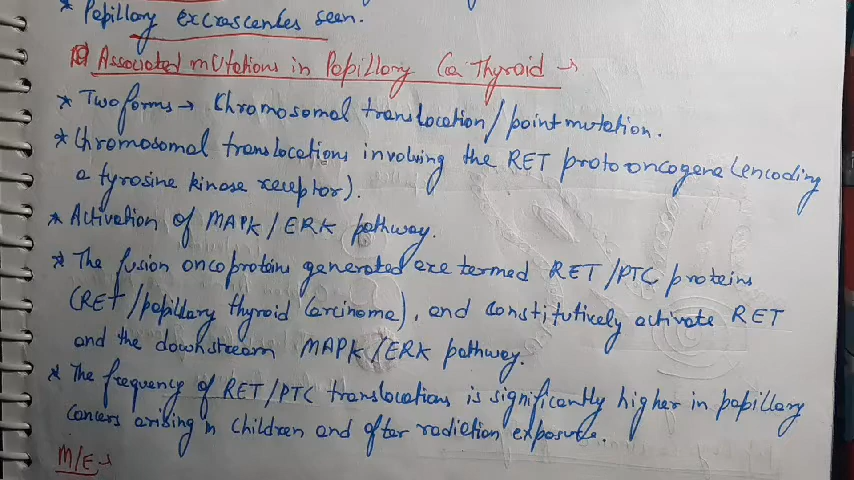 * Papillary excrascentes seen.
Associated mutations in Papillary Ca Thyroid →
* Two forms → Chromosomal translocation/point mutation.
* Chromosomal translocations involving the RET proto oncogene (encoding
a tyrosine kinase receptor).
* Activation of MAPK/ERK pathway.
* The fusion oncoproteins generated are termed RET/PTC proteins
(RET/papillary thyroid carcinoma), and constitutively activate RET
and the downstream MAPK/ERK pathway.
* The frequency of RET/PTC translocations is significantly higher in papillary
cancers arising in children and after radiation exposure.
M/E →